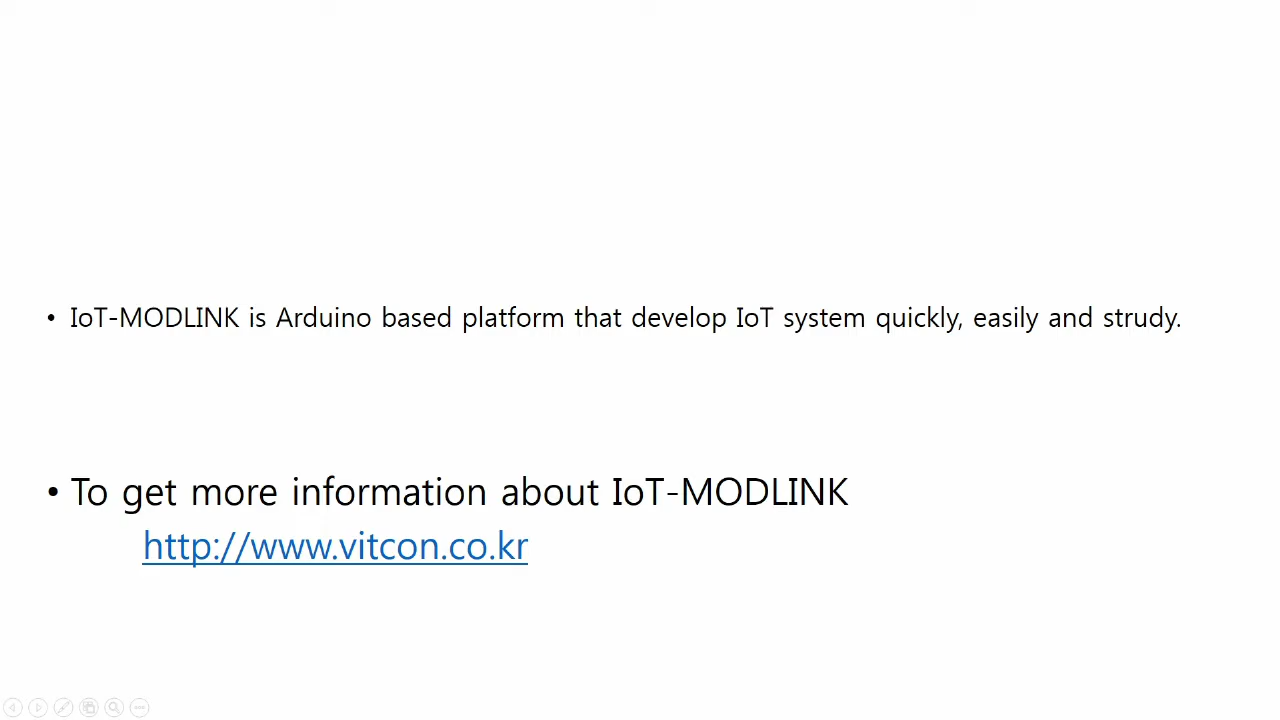 • IoT-MODLINK is Arduino based platform that develop IoT system quickly, easily and strudy.
• To get more information about IoT-MODLINK
http://www.vitcon.co.kr